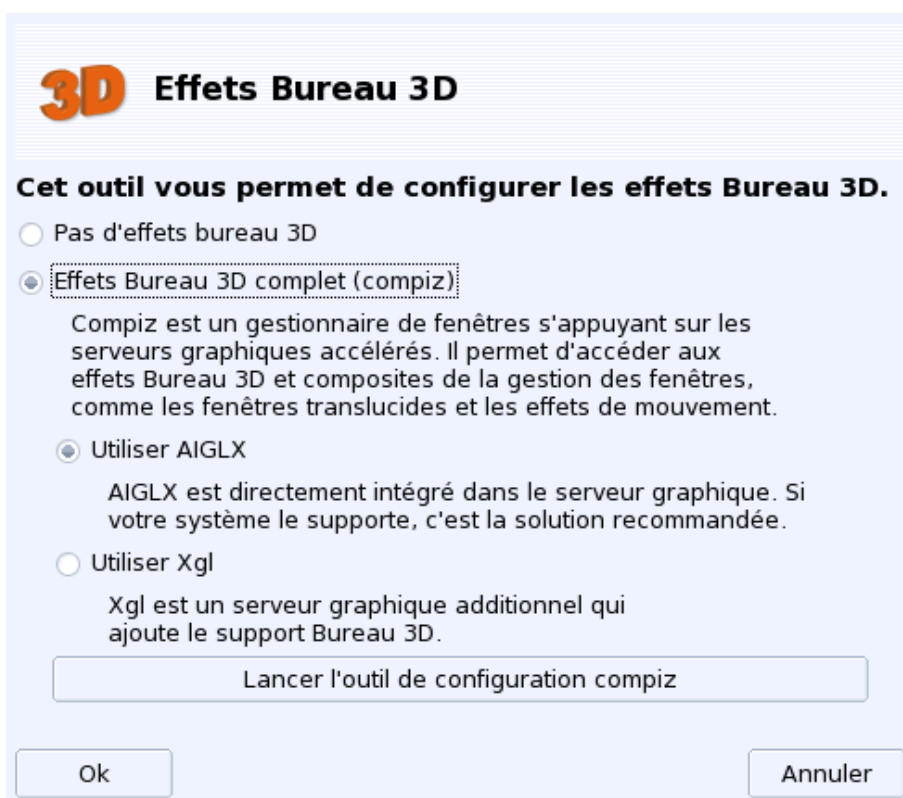 3D Effets Bureau 3D
Cet outil vous permet de configurer les effets Bureau 3D.
Pas d'effets bureau 3D
Effets Bureau 3D complet (compiz)
Compiz est un gestionnaire de fenêtres s'appuyant sur les
serveurs graphiques accélérés. Il permet d'accéder aux
effets Bureau 3D et composites de la gestion des fenêtres,
comme les fenêtres translucides et les effets de mouvement.
Utiliser AIGLX
AIGLX est directement intégré dans le serveur graphique. Si
votre système le supporte, c'est la solution recommandée.
Utiliser Xgl
Xgl est un serveur graphique additionnel qui
ajoute le support Bureau 3D.
Lancer l'outil de configuration compiz
Ok Annuler